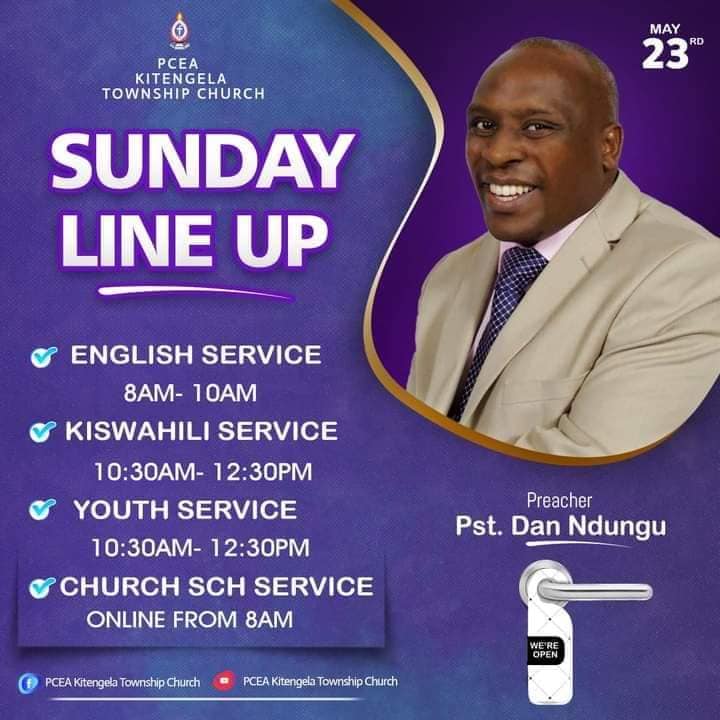 PCEA
KITENGELA
TOWNSHIP CHURCH
MAY
23RD
SUNDAY
LINE UP
ENGLISH SERVICE
8AM- 10AM
KISWAHILI SERVICE
10:30AM- 12:30PM
YOUTH SERVICE
10:30AM- 12:30PM
CHURCH SCH SERVICE
ONLINE FROM 8AM
Preacher
Pst. Dan Ndungu
WE'RE
OPEN
PCEA Kitengela Township Church
PCEA Kitengela Township Church